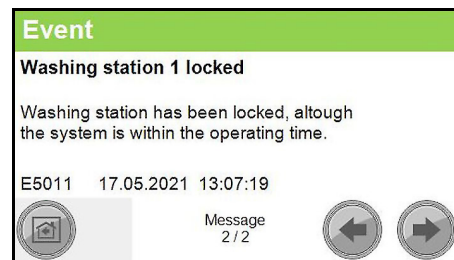 Event
Washing station 1 locked
Washing station has been locked, altough
the system is within the operating time.
E5011 17.05.2021 13:07:19
Message
2 / 2